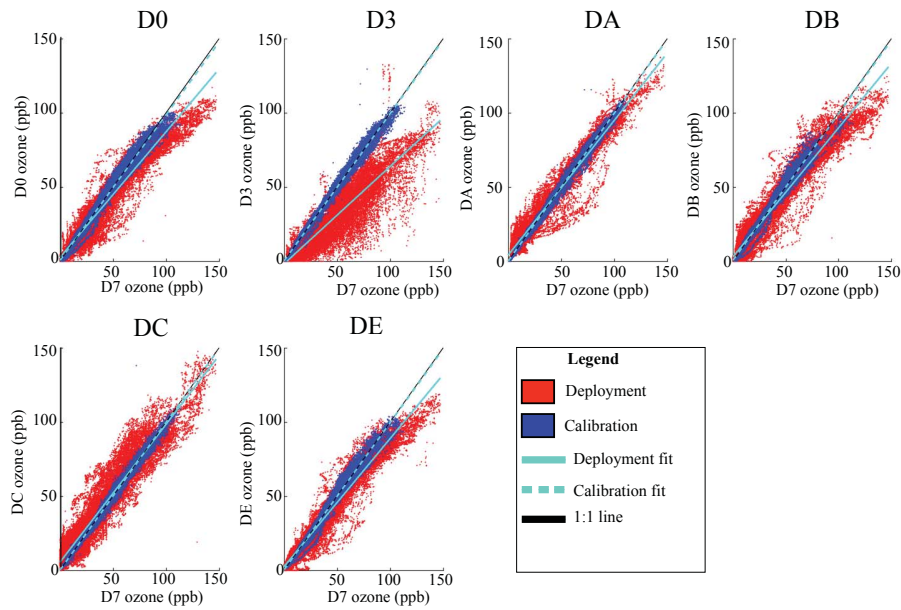 D0
D3
DA
DB
150
100
50
0
D0 ozone (ppb)
50
100
150
D7 ozone (ppb)
150
100
50
0
D3 ozone (ppb)
50
100
150
D7 ozone (ppb)
150
100
50
0
DA ozone (ppb)
50
100
150
D7 ozone (ppb)
150
100
50
0
DB ozone (ppb)
50
100
150
D7 ozone (ppb)
DC
DE
150
100
50
0
DC ozone (ppb)
50
100
150
D7 ozone (ppb)
150
100
50
0
DE ozone (ppb)
50
100
150
D7 ozone (ppb)
Legend
Deployment
Calibration
Deployment fit
Calibration fit
1:1 line